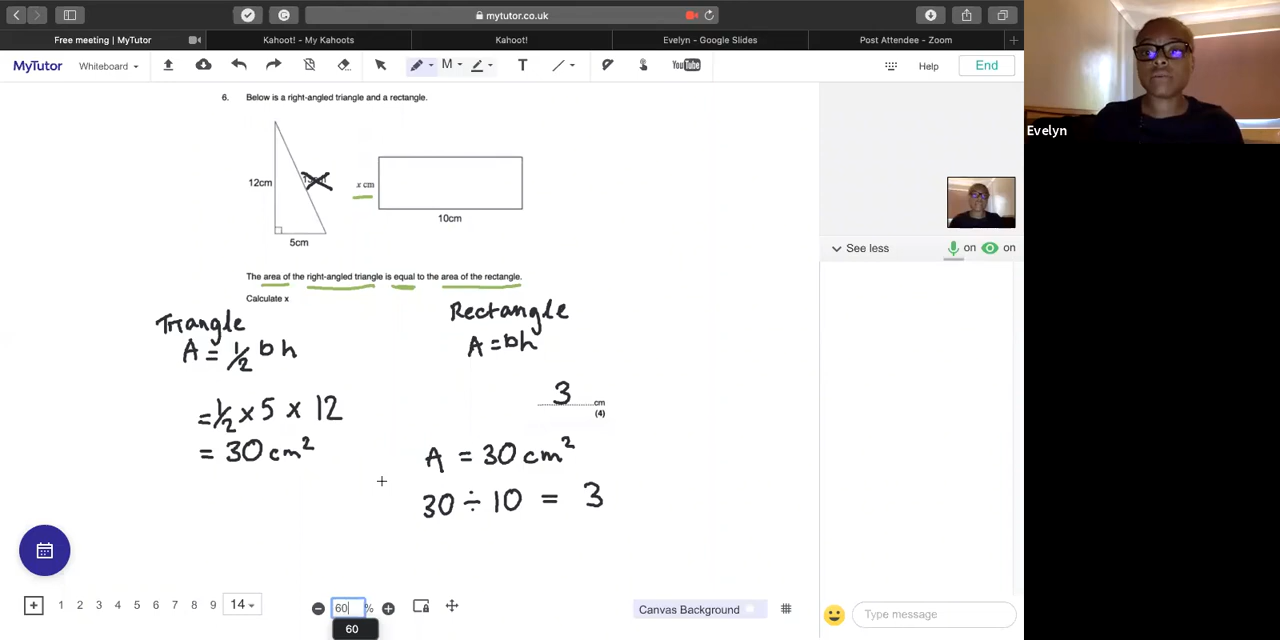 mytutor.co.uk
Free meeting | MyTutor
Kahoot! - My Kahoots
Kahoot!
Evelyn - Google Slides
Post Attendee - Zoom
MyTutor
Whiteboard
M
T
You Tube
Help
End
Evelyn
6. Below is a right-angled triangle and a rectangle.
12cm
x cm
10cm
5cm
See less
on
on
The area of the right-angled triangle is equal to the area of the rectangle.
Calculate x
Triangle
A = 1/2 b h
= 1/2 x 5 x 12
= 30 cm²
Rectangle
A = bh
3 cm
(4)
A = 30 cm²
30 ÷ 10 = 3
1 2 3 4 5 6 7 8 9 14
60 %
60
Canvas Background
Type message